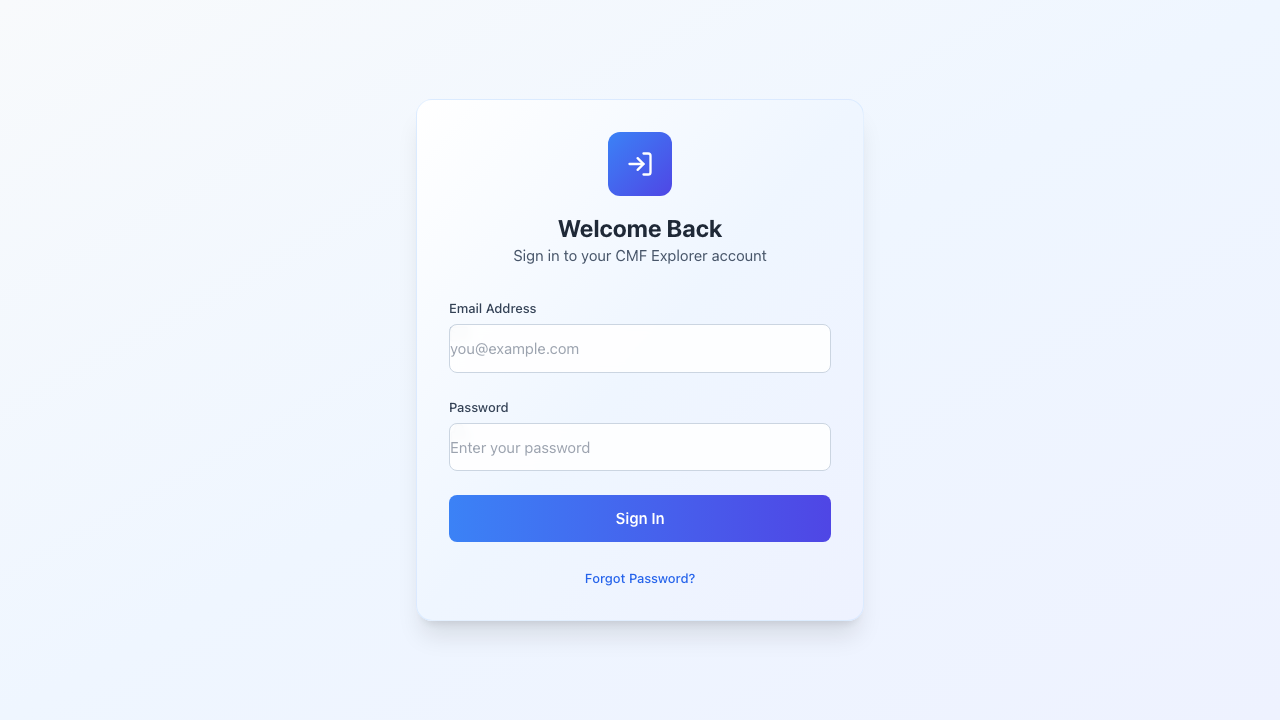 Welcome Back
Sign in to your CMF Explorer account
Email Address
you@example.com
Password
Enter your password
Sign In
Forgot Password?